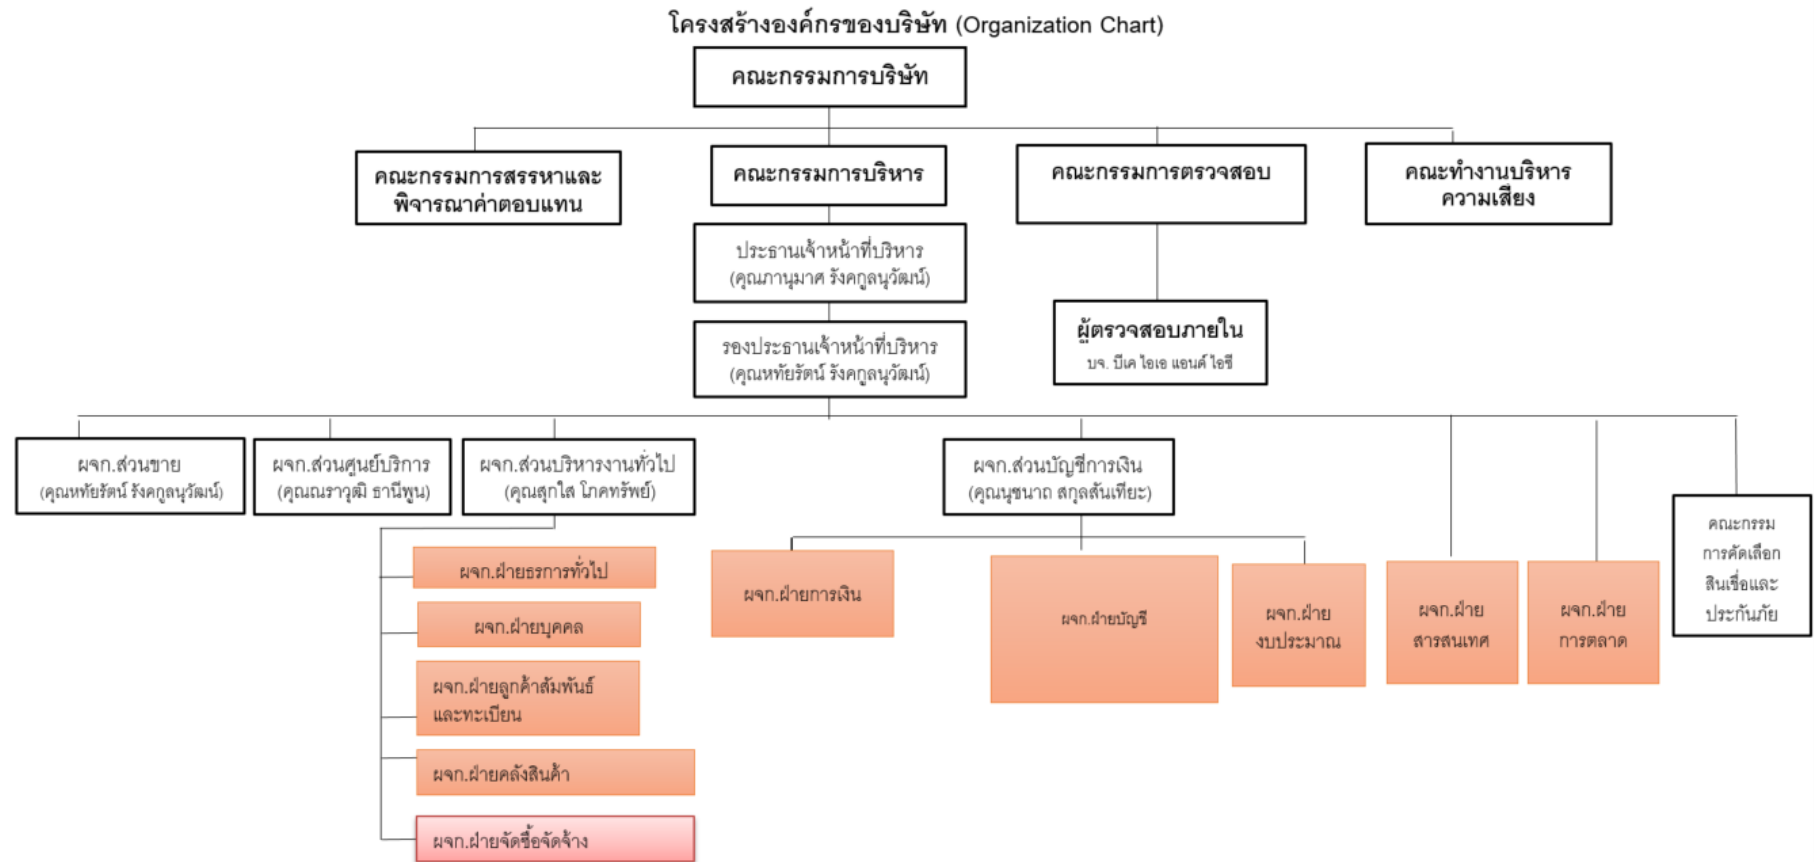 โครงสร้างองค์กรของบริษัท (Organization Chart)
คณะกรรมการบริษัท
คณะกรรมการสรรหาและ
พิจารณาค่าตอบแทน
คณะกรรมการบริหาร
คณะกรรมการตรวจสอบ
คณะทำงานบริหาร
ความเสี่ยง
ประธานเจ้าหน้าที่บริหาร
(คุณภานุมาศ รังคกูลนุวัฒน์)
ผู้ตรวจสอบภายใน
บจ. บีเค ไอเอ แอนด์ ไอซี
รองประธานเจ้าหน้าที่บริหาร
(คุณหทัยรัตน์ รังคกูลนุวัฒน์)
ผจก.ส่วนขาย
(คุณหทัยรัตน์ รังคกูลนุวัฒน์)
ผจก.ส่วนศูนย์บริการ
(คุณณราวุฒิ ธานีพูน)
ผจก.ส่วนบริหารงานทั่วไป
(คุณสุกใส โภคทรัพย์)
ผจก.ส่วนบัญชีการเงิน
(คุณนุชนาถ สกุลสันเทียะ)
คณะกรรม
การคัดเลือก
สินเชื่อและ
ประกันภัย
ผจก.ฝ่ายธรการทั่วไป
ผจก.ฝ่ายบุคคล
ผจก.ฝ่ายลูกค้าสัมพันธ์
และทะเบียน
ผจก.ฝ่ายคลังสินค้า
ผจก.ฝ่ายจัดซื้อจัดจ้าง
ผจก.ฝ่ายการเงิน
ผจก.ฝ่ายบัญชี
ผจก.ฝ่าย
งบประมาณ
ผจก.ฝ่าย
สารสนเทศ
ผจก.ฝ่าย
การตลาด